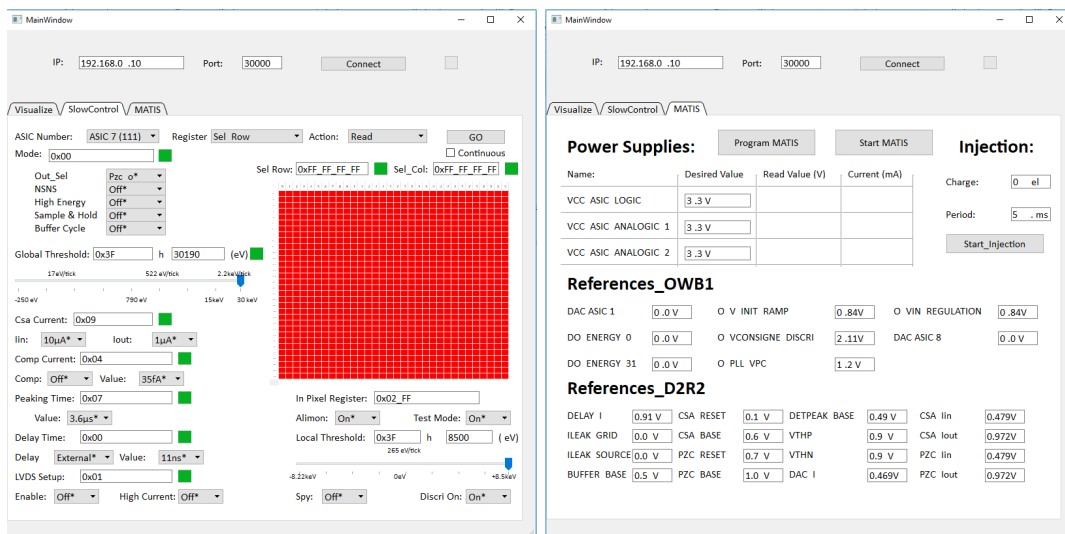 MainWindow
IP: 192.168.0 .10 Port: 30000 Connect
Visualize SlowControl MATIS
ASIC Number: ASIC 7 (111) Register Sel Row Action: Read GO
Continuous
Mode: 0x00
Sel Row: 0xFF_FF_FF_FF Sel_Col: 0xFF_FF_FF_FF
Out_Sel Pzc o*
NSNS Off*
High Energy Off*
Sample & Hold Off*
Buffer Cycle Off*
Global Threshold: 0x3F h 30190 (eV)
17eV/tick 522 eV/tick 2.2keV/tick
-250 eV 790 eV 15keV 30 keV
Csa Current: 0x09
Iin: 10µA* Iout: 1µA*
Comp Current: 0x04
Comp: Off* Value: 35fA*
Peaking Time: 0x07
Value: 3.6µs*
Delay Time: 0x00
Delay External* Value: 11ns*
LVDS Setup: 0x01
Enable: Off* High Current: Off*
In Pixel Register: 0x02_FF
Alimon: On* Test Mode: On*
Local Threshold: 0x3F h 8500 ( eV)
265 eV/tick
-8.22keV 0eV +8.5keV
Spy: Off* Discri On: On*
MainWindow
IP: 192.168.0 .10 Port: 30000 Connect
Visualize SlowControl MATIS
Power Supplies: Program MATIS Start MATIS Injection:
Name: Desired Value Read Value (V) Current (mA)
Charge: 0 el
VCC ASIC LOGIC 3 .3 V
Period: 5 . ms
VCC ASIC ANALOGIC 1 3 .3 V
Start_Injection
VCC ASIC ANALOGIC 2 3 .3 V
References_OWB1
DAC ASIC 1 0 .0 V O V INIT RAMP 0 .84V O VIN REGULATION 0 .84V
DO ENERGY 0 0 .0 V O VCONSIGNE DISCRI 2 .11V DAC ASIC 8 0 .0 V
DO ENERGY 31 0 .0 V O PLL VPC 1 .2 V
References_D2R2
DELAY I 0.91 V CSA RESET 0.1 V DETPEAK BASE 0.49 V CSA Iin 0.479V
ILEAK GRID 0.0 V CSA BASE 0.6 V VTHP 0.9 V CSA Iout 0.972V
ILEAK SOURCE 0.0 V PZC RESET 0.7 V VTHN 0.9 V PZC Iin 0.479V
BUFFER BASE 0.5 V PZC BASE 1.0 V DAC I 0.469V PZC Iout 0.972V